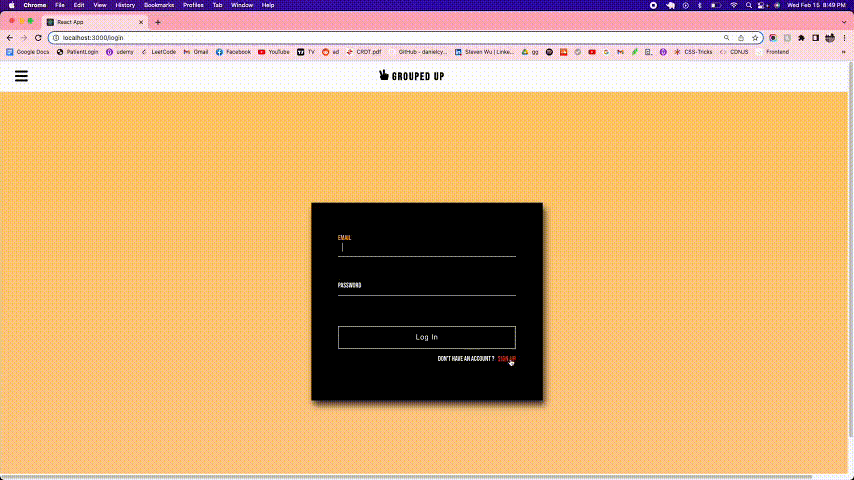 Chrome File Edit View History Bookmarks Profiles Tab Window Help Wed Feb 15 8:49 PM
React App
localhost:3000/login
Google Docs PatientLogin udemy LeetCode Gmail Facebook YouTube TV ad CRDT.pdf GitHub - danielcy... Steven Wu | Linke... gg CSS-Tricks CDNJS Frontend
GROUPED UP
EMAIL
PASSWORD
Log In
DON'T HAVE AN ACCOUNT ? SIGN UP